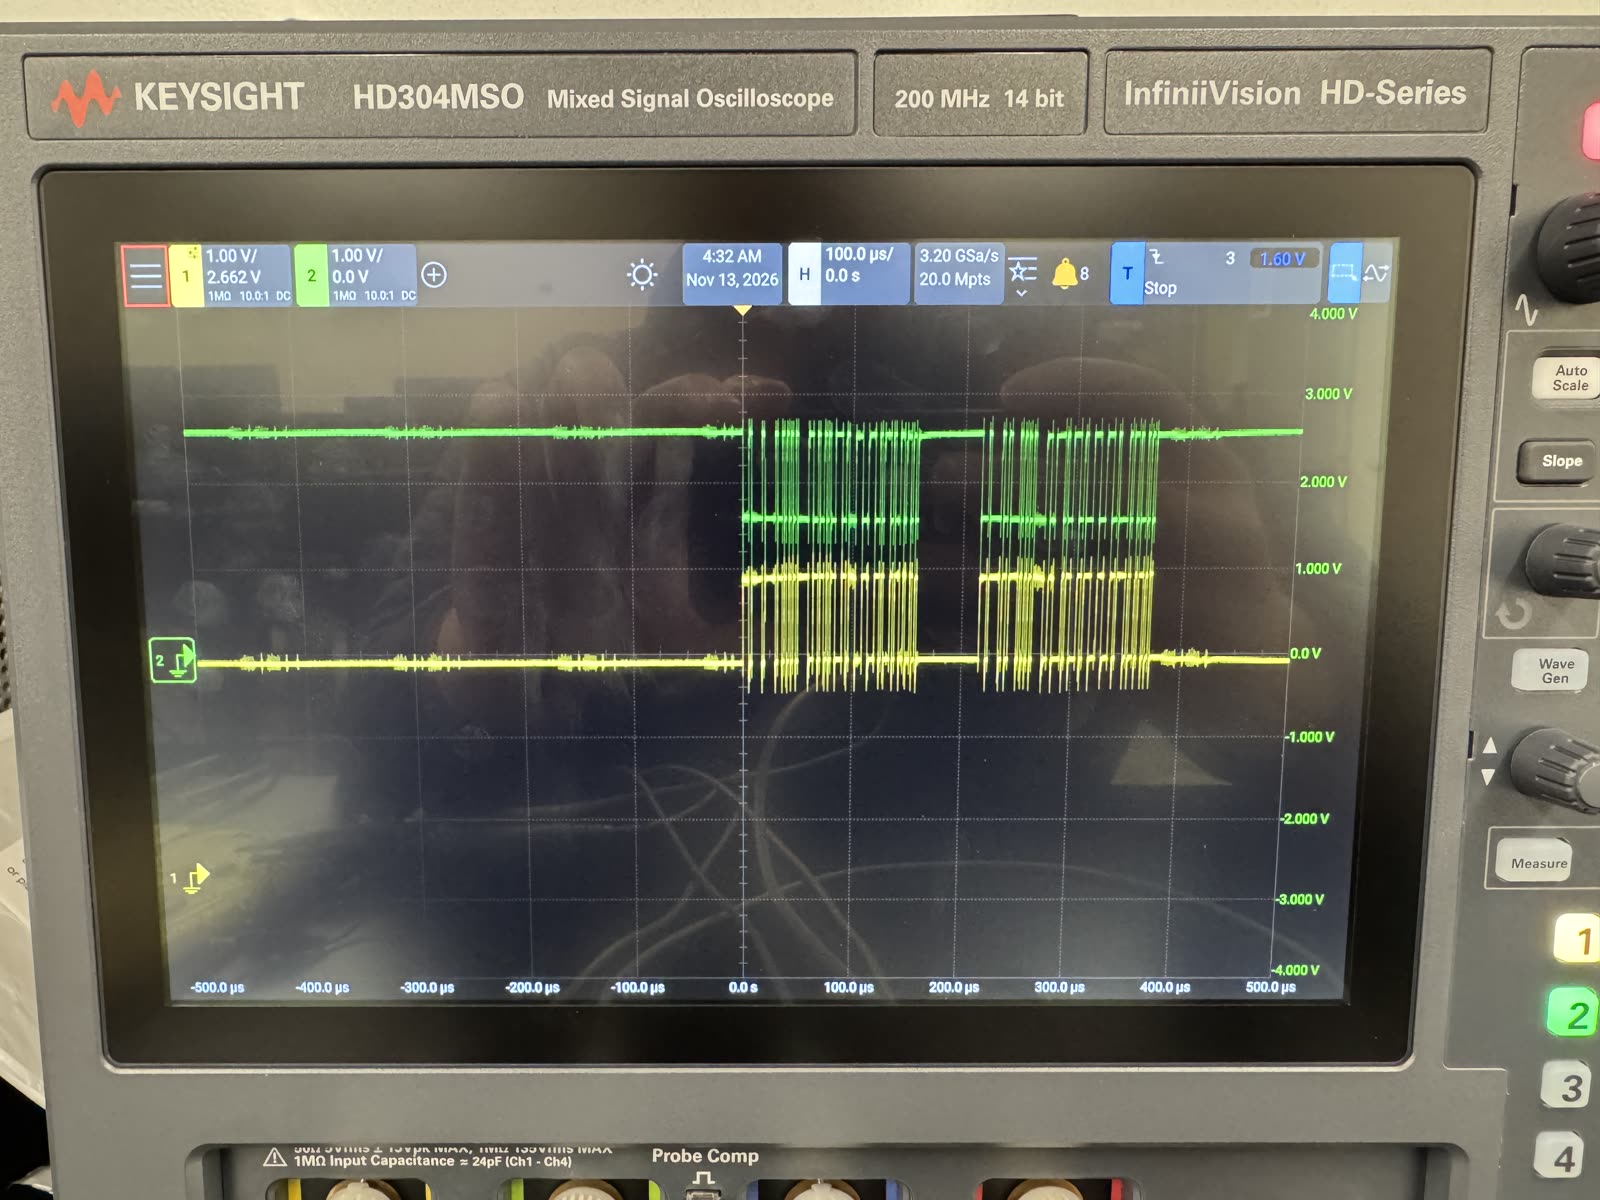 KEYSIGHT HD304MSO Mixed Signal Oscilloscope 200 MHz 14 bit InfiniiVision HD-Series
1 1.00 V/ 2.662 V 1MΩ 10.0:1 DC
2 1.00 V/ 0.0 V 1MΩ 10.0:1 DC
4:32 AM
Nov 13, 2026
H 100.0 µs/ 0.0 s
3.20 GSa/s
20.0 Mpts
8
T 3 1.60 V
Stop
4.000 V
3.000 V
2.000 V
1.000 V
0.0 V
-1.000 V
-2.000 V
-3.000 V
-4.000 V
2
1
-500.0 µs -400.0 µs -300.0 µs -200.0 µs -100.0 µs 0.0 s 100.0 µs 200.0 µs 300.0 µs 400.0 µs 500.0 µs
Auto
Scale
Slope
Wave
Gen
Measure
1
2
3
4
1MΩ Input Capacitance ≈ 24pF (Ch1 - Ch4)
Probe Comp